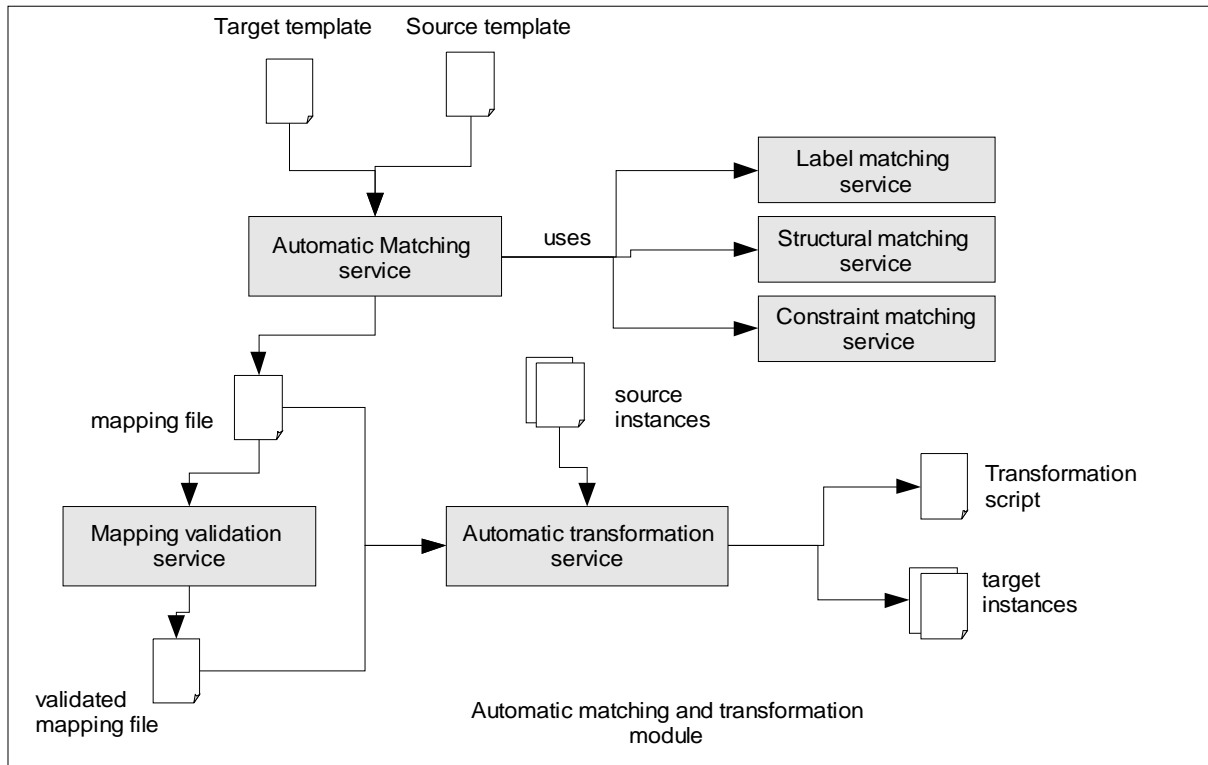 Target template
Source template
Label matching
service
Automatic Matching
service
uses
Structural matching
service
Constraint matching
service
mapping file
source
instances
Transformation
script
Mapping validation
service
Automatic transformation
service
target
instances
validated
mapping file
Automatic matching and transformation
module